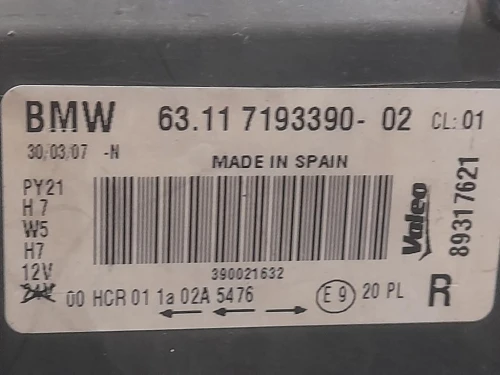 BMW 63.11 7193390- 02 CL: 01
30/03/07 -N
MADE IN SPAIN
PY21
H7
W5
H7
12V
24V
390021632
00 HCR 01 1a 02A 5476
E 9 20 PL
R
Valeo
89317621